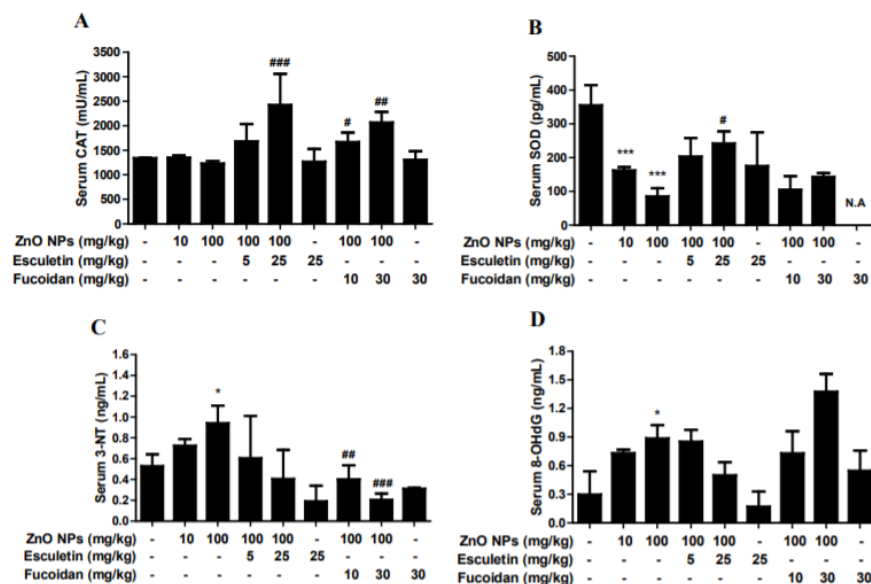 A
Serum CAT (mU/mL)
3500
3000
2500
2000
1500
1000
500
0
###
#
##
ZnO NPs (mg/kg) - 10 100 100 100 - 100 100 -
Esculetin (mg/kg) - - - 5 25 25 - - -
Fucoidan (mg/kg) - - - - - - 10 30 30
B
Serum SOD (pg/mL)
500
400
300
200
100
0
***
***
#
N.A
ZnO NPs (mg/kg) - 10 100 100 100 - 100 100 -
Esculetin (mg/kg) - - - 5 25 25 - - -
Fucoidan (mg/kg) - - - - - - 10 30 30
C
Serum 3-NT (ng/mL)
1.6
1.4
1.2
1.0
0.8
0.6
0.4
0.2
0.0
*
##
###
ZnO NPs (mg/kg) - 10 100 100 100 - 100 100 -
Esculetin (mg/kg) - - - 5 25 25 - - -
Fucoidan (mg/kg) - - - - - - 10 30 30
D
Serum 8-OHdG (ng/mL)
1.8
1.5
1.2
0.9
0.6
0.3
0.0
*
ZnO NPs (mg/kg) - 10 100 100 100 - 100 100 -
Esculetin (mg/kg) - - - 5 25 25 - - -
Fucoidan (mg/kg) - - - - - - 10 30 30